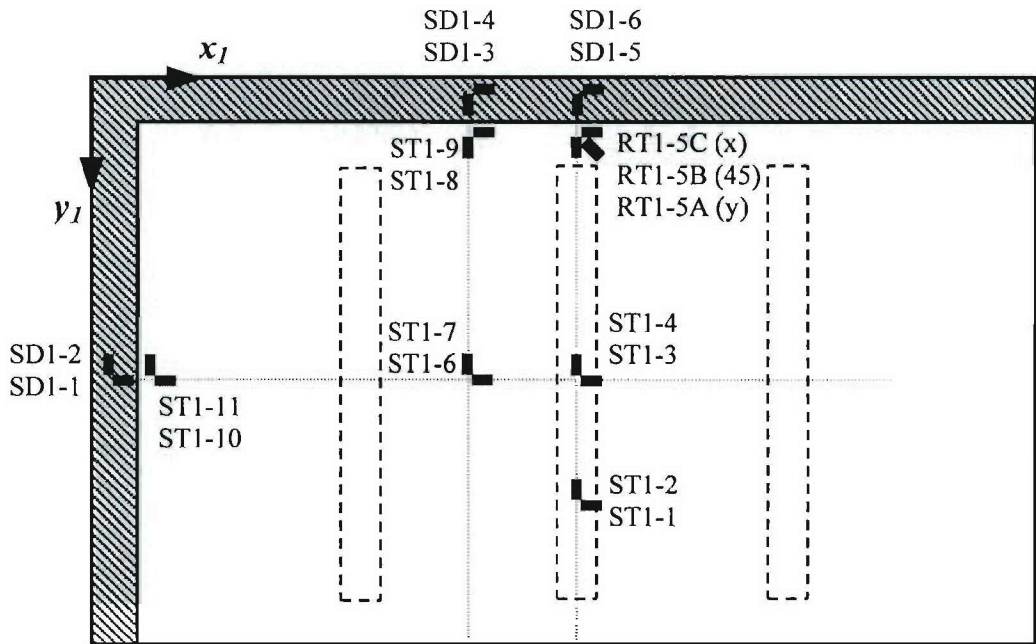 SD1-4
SD1-3
SD1-6
SD1-5
x1
y1
ST1-9
ST1-8
RT1-5C (x)
RT1-5B (45)
RT1-5A (y)
ST1-7
ST1-6
ST1-4
ST1-3
SD1-2
SD1-1
ST1-11
ST1-10
ST1-2
ST1-1